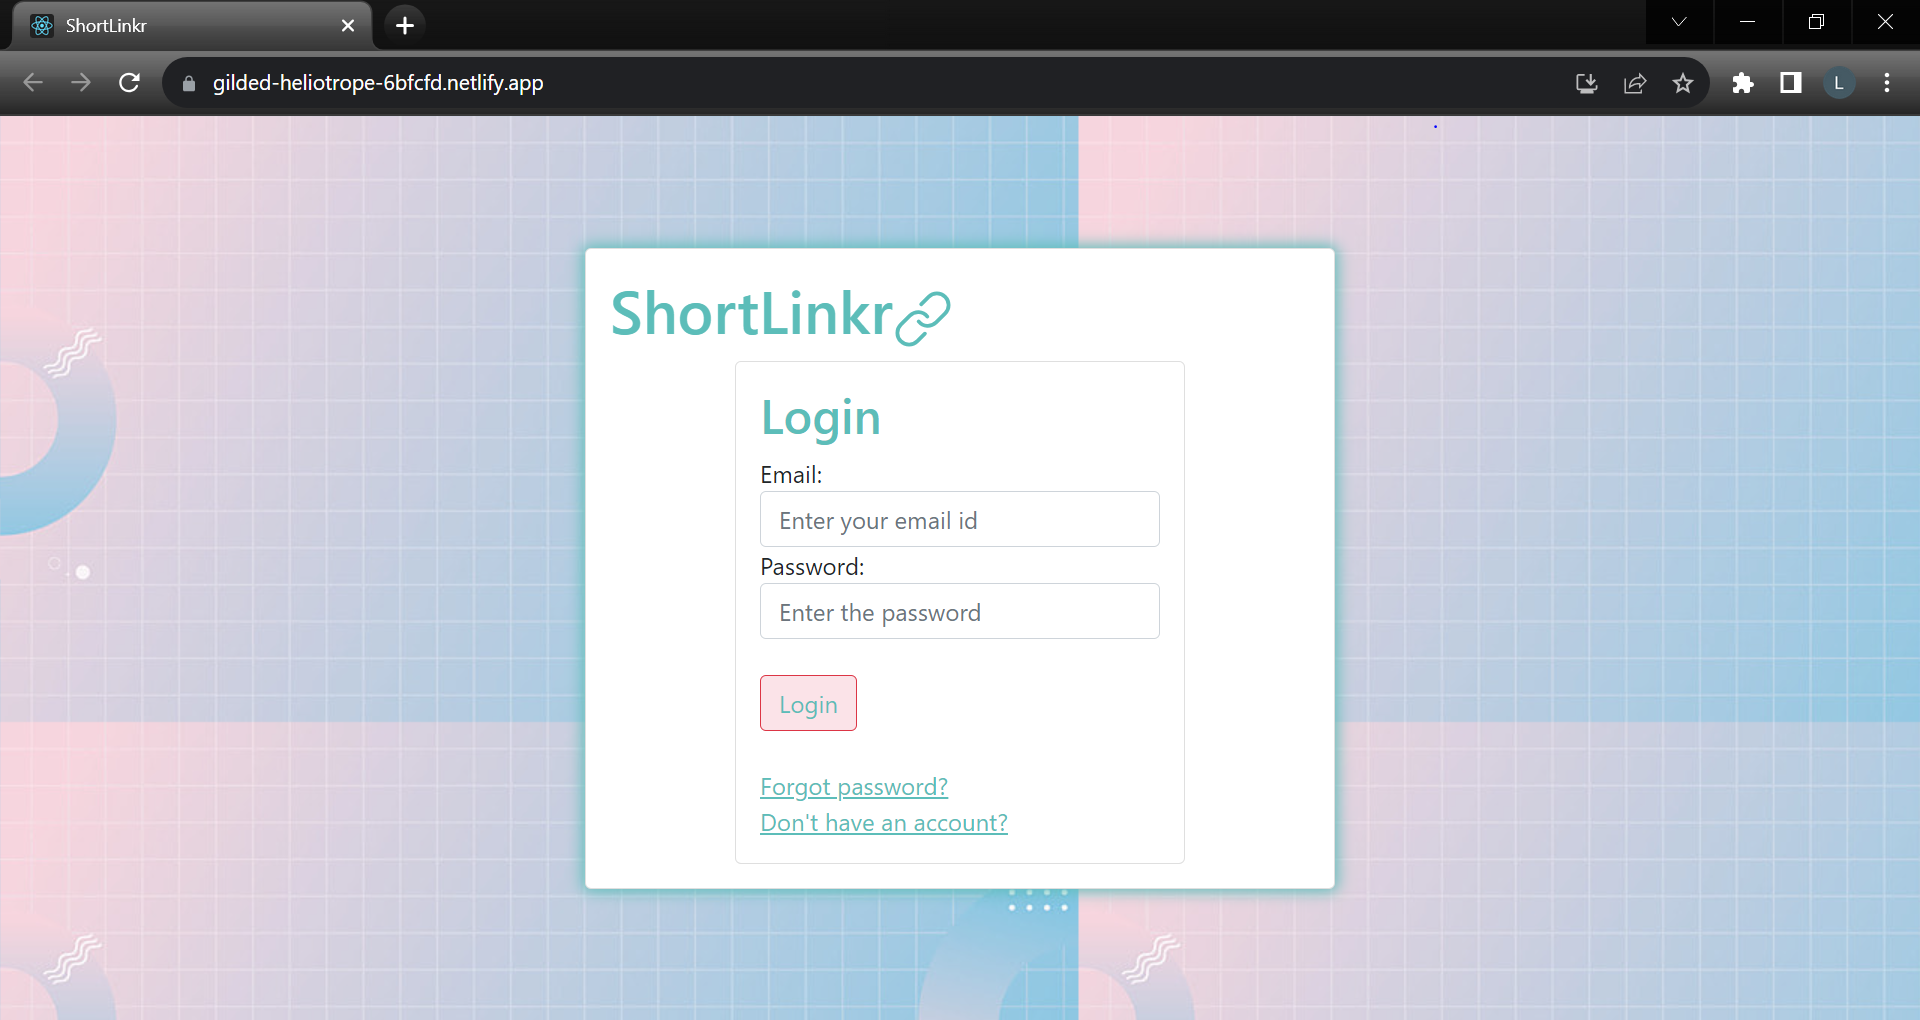 ShortLinkr
gilded-heliotrope-6bfcfd.netlify.app
L
ShortLinkr
Login
Email:
Enter your email id
Password:
Enter the password
Login
Forgot password?
Don't have an account?